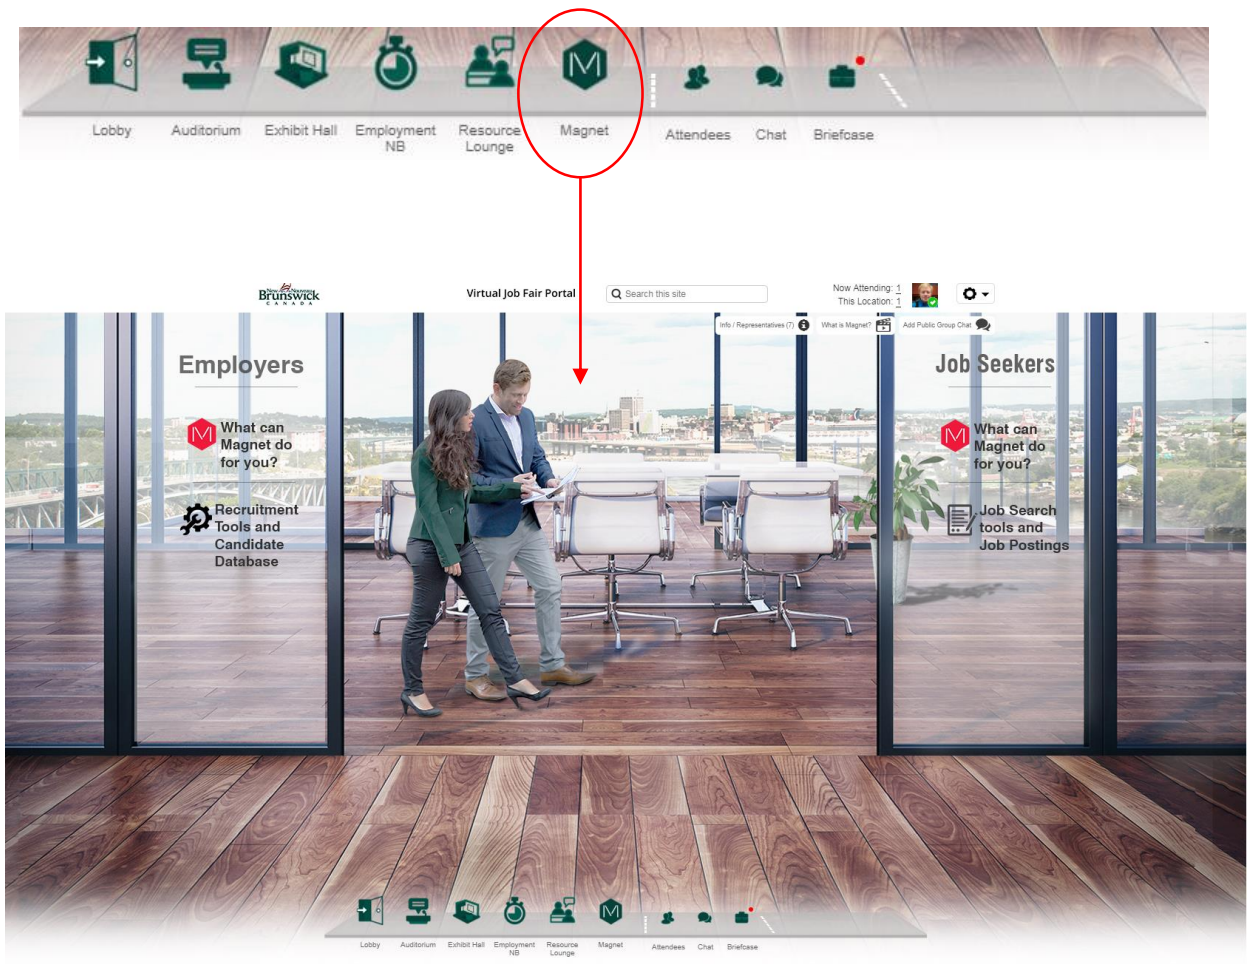 Lobby
Auditorium
Exhibit Hall
Employment
NB
Resource
Lounge
Magnet
Attendees
Chat
Briefcase
New Nouveau
Brunswick
CANADA
Virtual Job Fair Portal
Search this site
Now Attending: 1
This Location: 1
Info / Representatives (7)
What is Magnet?
Add Public Group Chat
Employers
What can
Magnet do
for you?
Recruitment
Tools and
Candidate
Database
Job Seekers
What can
Magnet do
for you?
Job Search
tools and
Job Postings
Lobby
Auditorium
Exhibit Hall
Employment
NB
Resource
Lounge
Magnet
Attendees
Chat
Briefcase